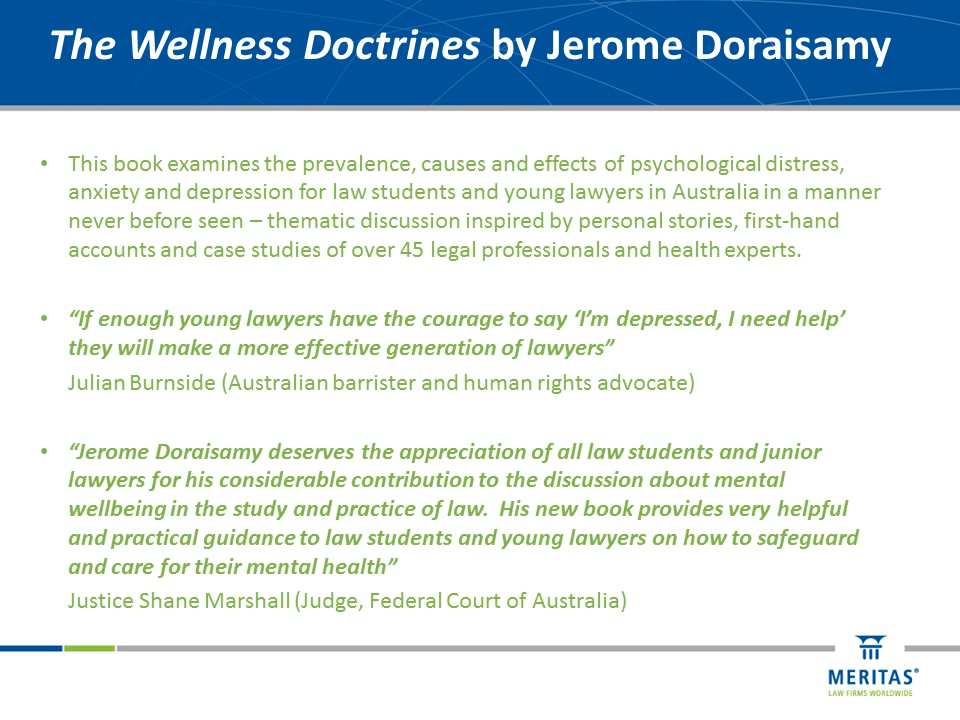 The Wellness Doctrines by Jerome Doraisamy
• This book examines the prevalence, causes and effects of psychological distress,
anxiety and depression for law students and young lawyers in Australia in a manner
never before seen – thematic discussion inspired by personal stories, first-hand
accounts and case studies of over 45 legal professionals and health experts.
• “If enough young lawyers have the courage to say ‘I’m depressed, I need help’
they will make a more effective generation of lawyers”
Julian Burnside (Australian barrister and human rights advocate)
• “Jerome Doraisamy deserves the appreciation of all law students and junior
lawyers for his considerable contribution to the discussion about mental
wellbeing in the study and practice of law.  His new book provides very helpful
and practical guidance to law students and young lawyers on how to safeguard
and care for their mental health”
Justice Shane Marshall (Judge, Federal Court of Australia)
MERITAS®
LAW FIRMS WORLDWIDE